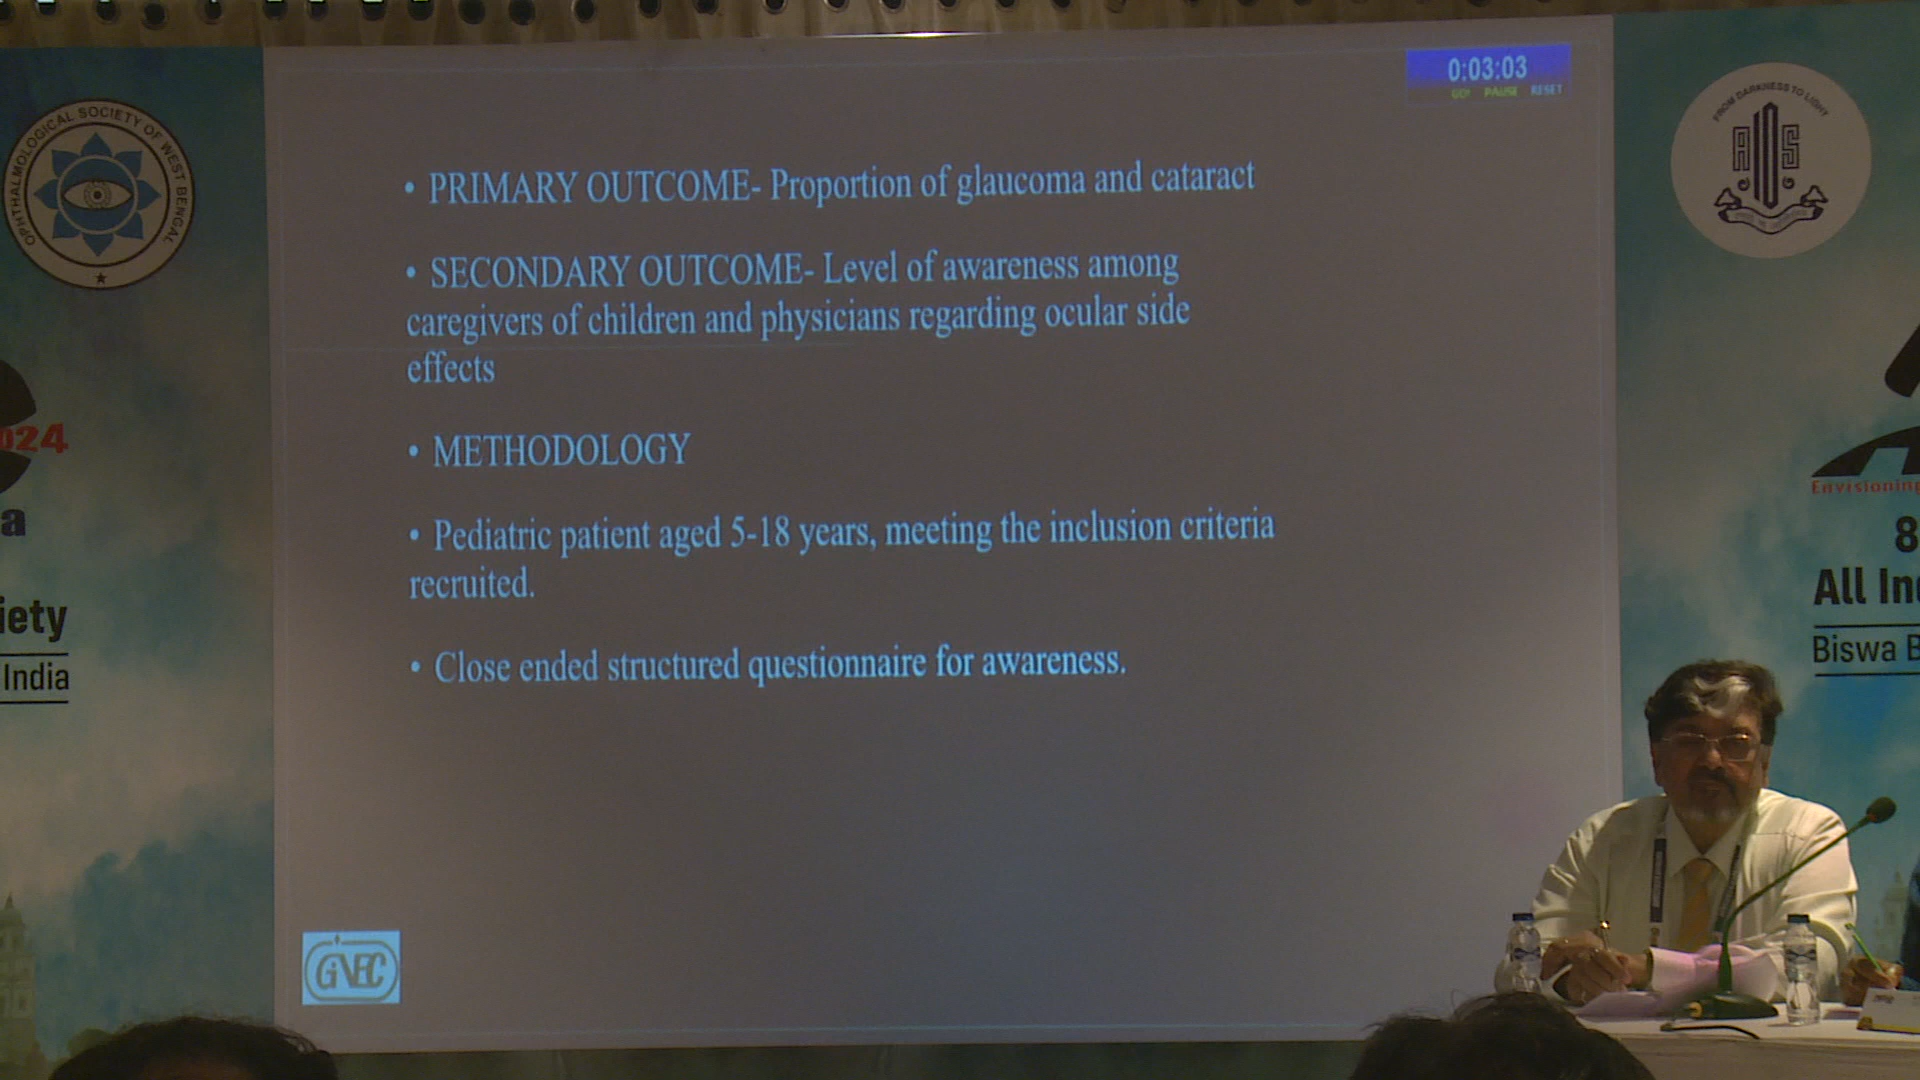 0:03:03
GO! PAUSE RESET
• PRIMARY OUTCOME- Proportion of glaucoma and cataract
• SECONDARY OUTCOME- Level of awareness among
caregivers of children and physicians regarding ocular side
effects
• METHODOLOGY
• Pediatric patient aged 5-18 years, meeting the inclusion criteria
recruited.
• Close ended structured questionnaire for awareness.
GNEC
OPHTHALMOLOGICAL SOCIETY OF WEST BENGAL
024
a
iety
India
FROM DARKNESS TO LIGHT
AIOS
Envisioning
8
All In
Biswa B